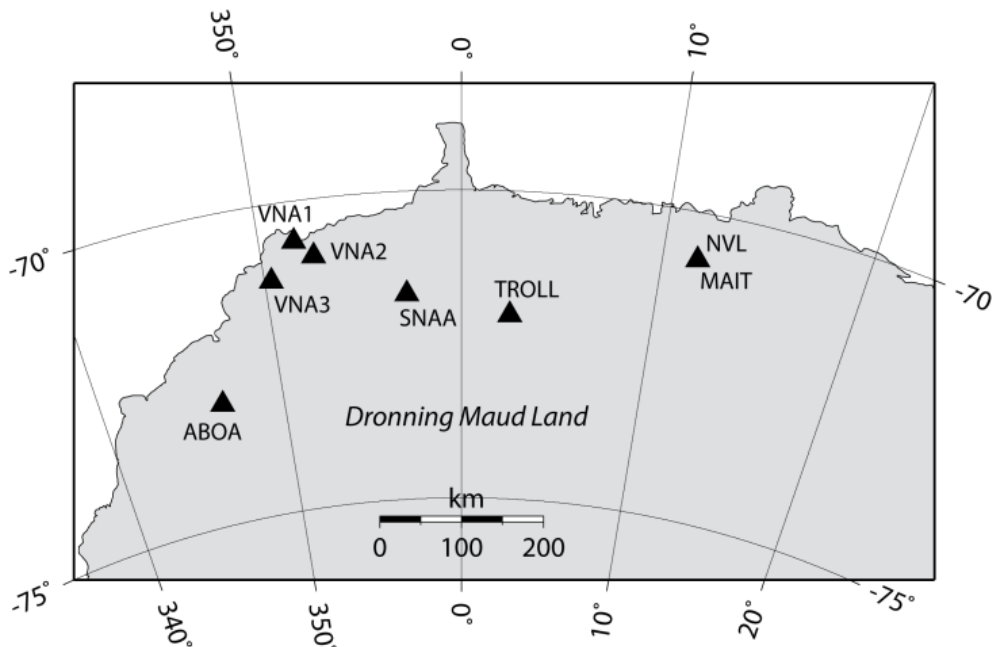 350°
0°
10°
VNA1
-70°
VNA2
NVL
MAIT
VNA3
TROLL
-70
SNAA
Dronning Maud Land
ABOA
km
0 100 200
-75°
-75°
340°
350°
0°
10°
20°